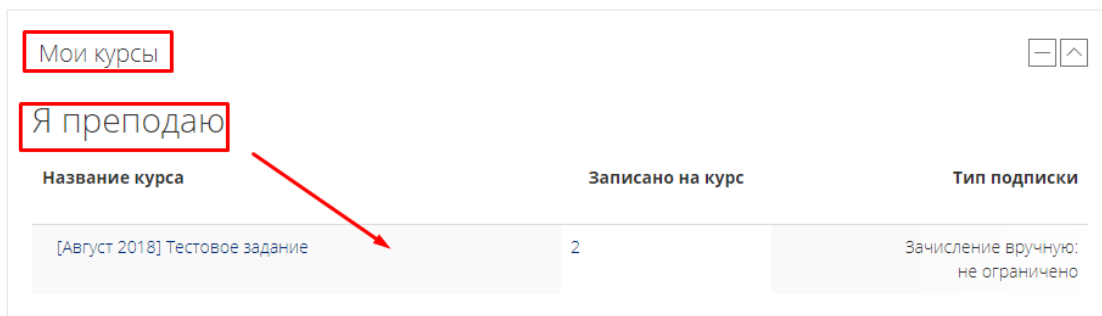 Мои курсы
Я преподаю
Название курса Записано на курс Тип подписки
[Август 2018] Тестовое задание 2 Зачисление вручную:
не ограничено